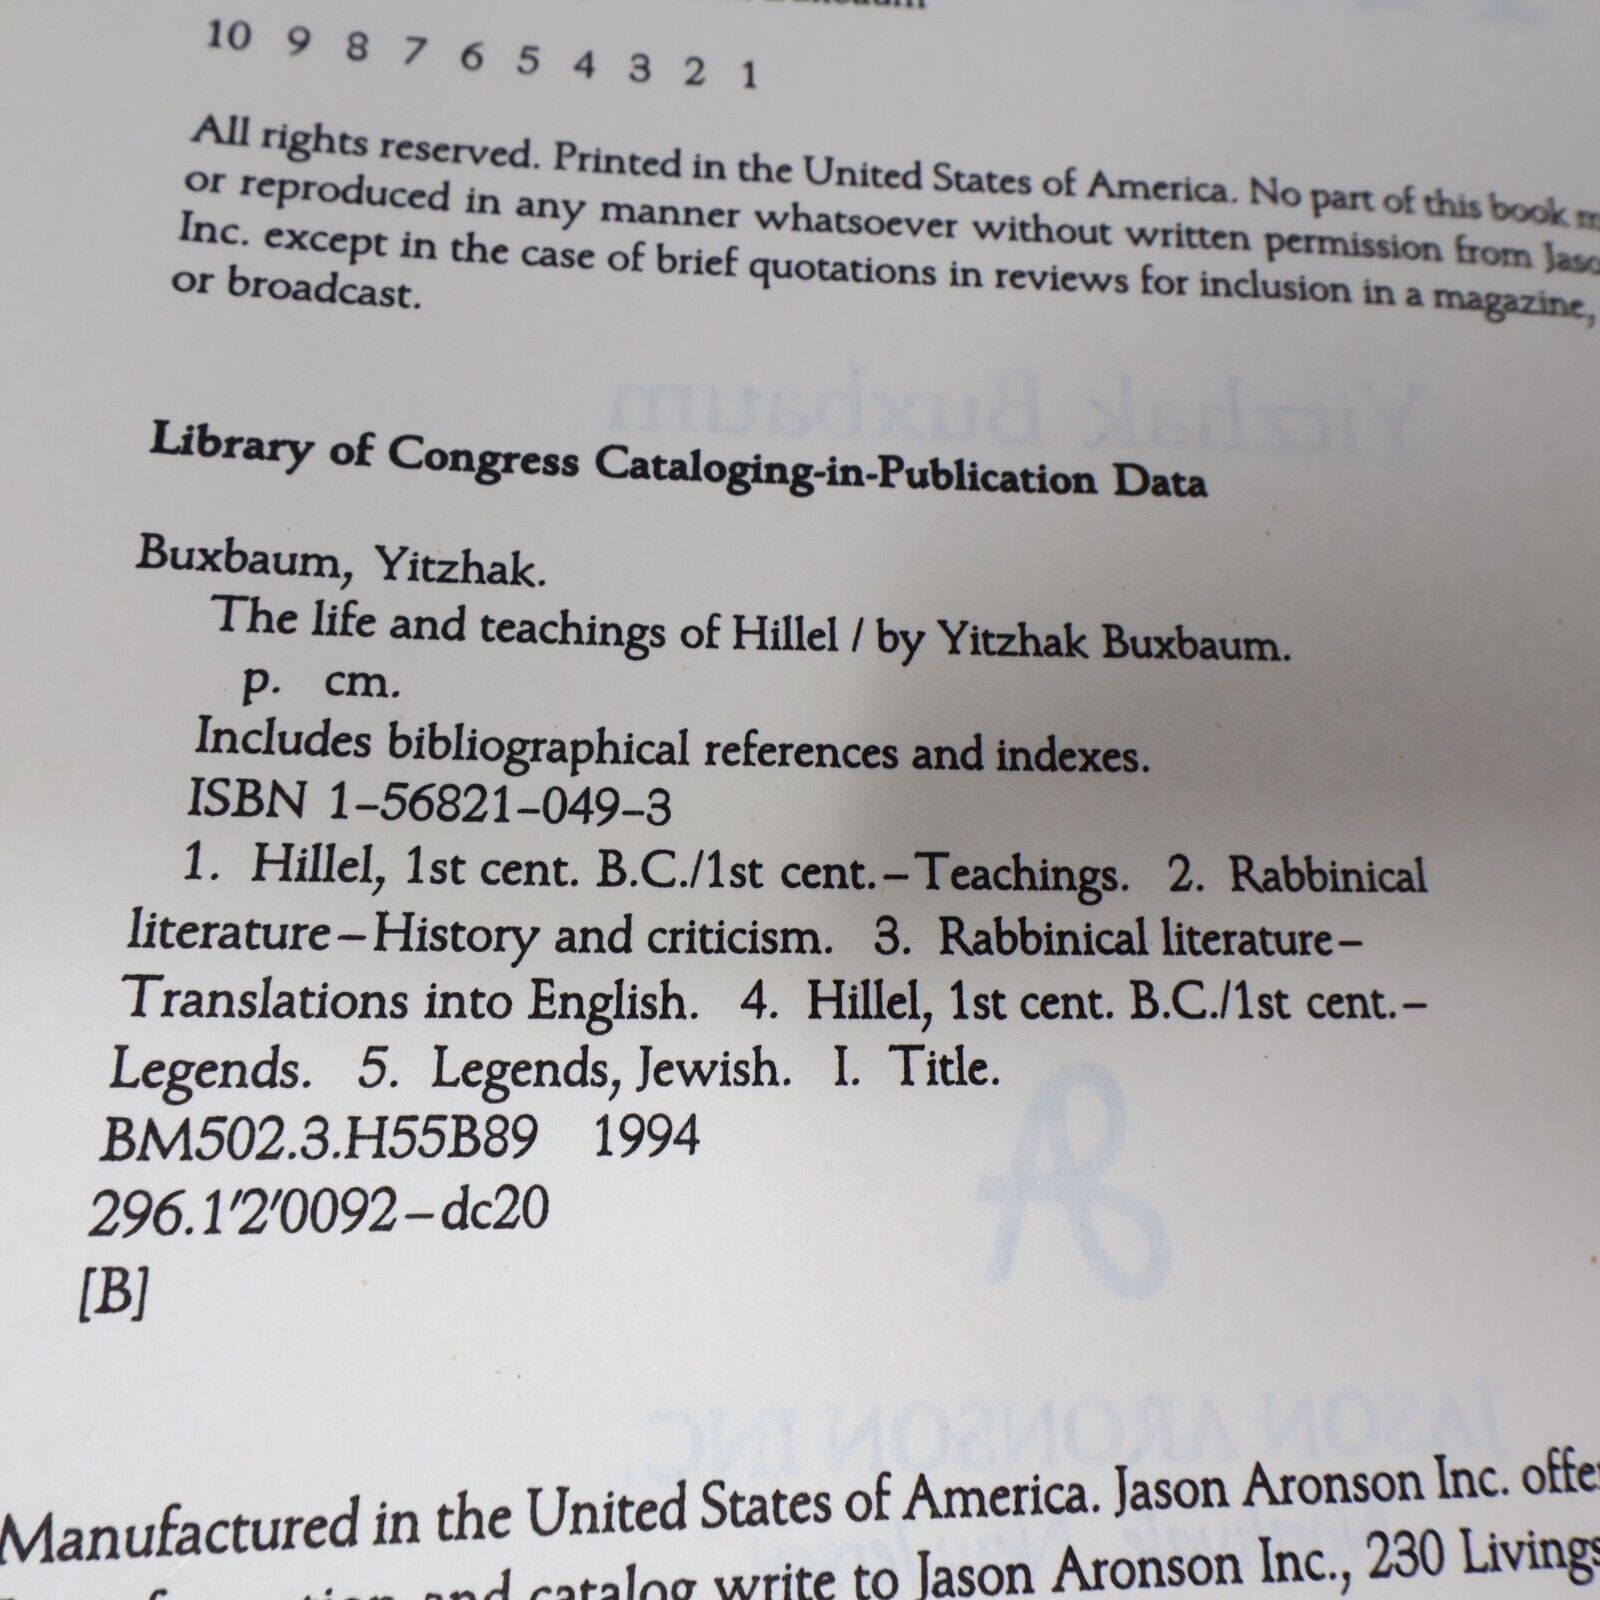 10 9 8 7 6 5 4 3 2 1
All rights reserved. Printed in the United States of America. No part of this book
or reproduced in any manner whatsoever without written permission from
Inc. except in the case of brief quotations in reviews for inclusion in a magazine,
or broadcast.
Yitzhak Buxbaum
Library of Congress Cataloging-in-Publication Data
Buxbaum, Yitzhak.
The life and teachings of Hillel / by Yitzhak Buxbaum.
p. cm.
Includes bibliographical references and indexes.
ISBN 1-56821-049-3
1. Hillel, 1st cent. B.C./1st cent.–Teachings. 2. Rabbinical
literature–History and criticism. 3. Rabbinical literature–
Translations into English. 4. Hillel, 1st cent. B.C./1st cent.–
Legends. 5. Legends, Jewish. I. Title.
BM502.3.H55B89 1994
296.1'2'0092–dc20
[B]
JASON ARONSON INC.
Manufactured in the United States of America. Jason Aronson Inc.
and catalog write to Jason Aronson Inc., 230